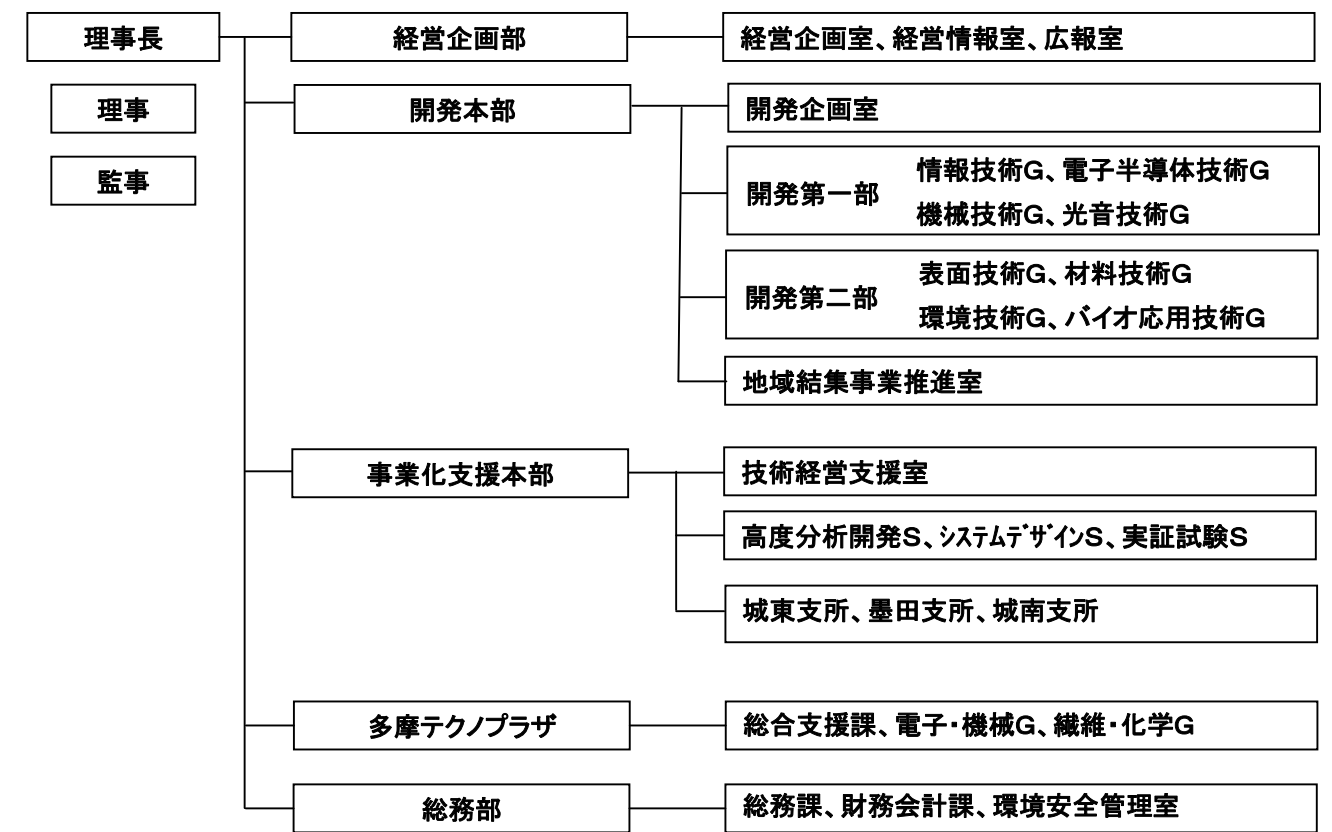 理事長
経営企画部
経営企画室、経営情報室、広報室
理事
監事
開発本部
開発企画室
開発第一部
情報技術G、電子半導体技術G
機械技術G、光音技術G
開発第二部
表面技術G、材料技術G
環境技術G、バイオ応用技術G
地域結集事業推進室
事業化支援本部
技術経営支援室
高度分析開発S、ｼｽﾃﾑﾃﾞｻﾞｲﾝS、実証試験S
城東支所、墨田支所、城南支所
多摩テクノプラザ
総合支援課、電子・機械G、繊維・化学G
総務部
総務課、財務会計課、環境安全管理室